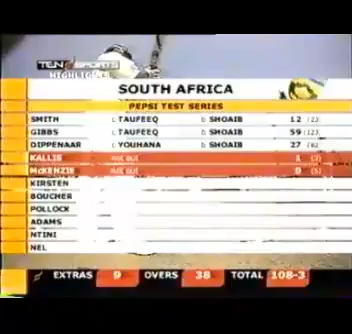 TEN SPORTS
HIGHLIGHTS
SOUTH AFRICA
PEPSI TEST SERIES
SMITH c TAUFEEQ b SHOAIB 12 (2)
GIBBS c TAUFEEQ b SHOAIB 59 (12)
DIPPENAAR c YOUHANA b SHOAIB 27 (8)
KALLIS NOT OUT 1 (3)
McKENZIE NOT OUT 0 (5)
KIRSTEN
BOUCHER
POLLOCK
ADAMS
NTINI
NEL
EXTRAS 9 OVERS 38 TOTAL 108-3